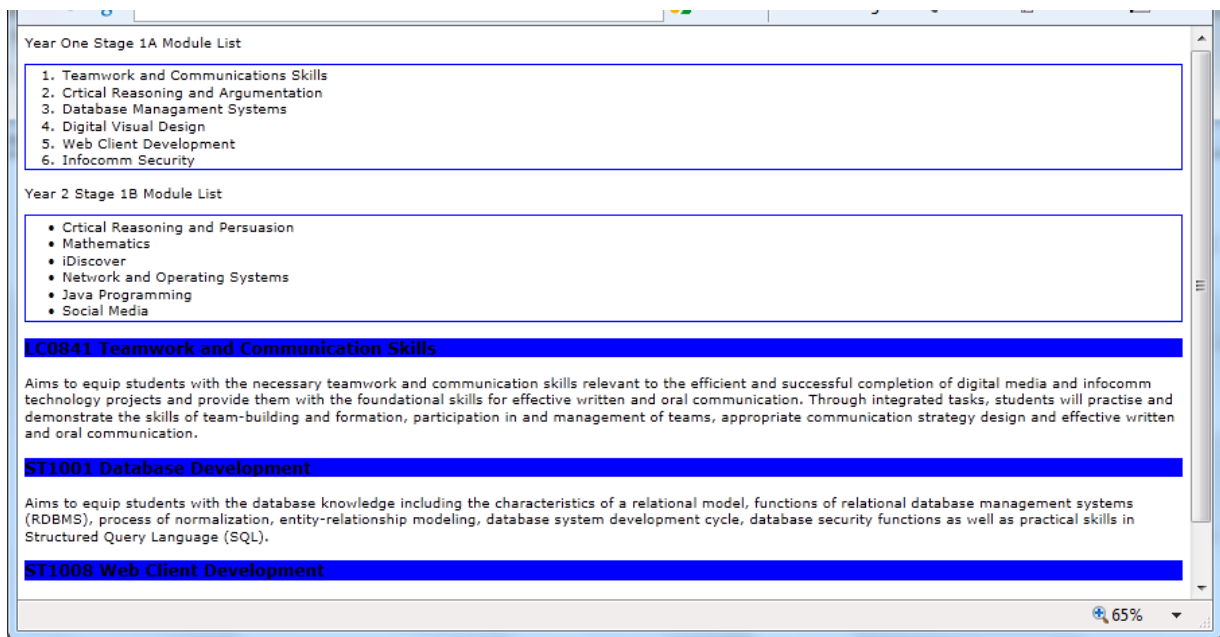 Year One Stage 1A Module List
1. Teamwork and Communications Skills
2. Crtical Reasoning and Argumentation
3. Database Managament Systems
4. Digital Visual Design
5. Web Client Development
6. Infocomm Security
Year 2 Stage 1B Module List
• Crtical Reasoning and Persuasion
• Mathematics
• iDiscover
• Network and Operating Systems
• Java Programming
• Social Media
LC0841 Teamwork and Communication Skills
Aims to equip students with the necessary teamwork and communication skills relevant to the efficient and successful completion of digital media and infocomm
technology projects and provide them with the foundational skills for effective written and oral communication. Through integrated tasks, students will practise and
demonstrate the skills of team-building and formation, participation in and management of teams, appropriate communication strategy design and effective written
and oral communication.
ST1001 Database Development
Aims to equip students with the database knowledge including the characteristics of a relational model, functions of relational database management systems
(RDBMS), process of normalization, entity-relationship modeling, database system development cycle, database security functions as well as practical skills in
Structured Query Language (SQL).
ST1008 Web Client Development
65%